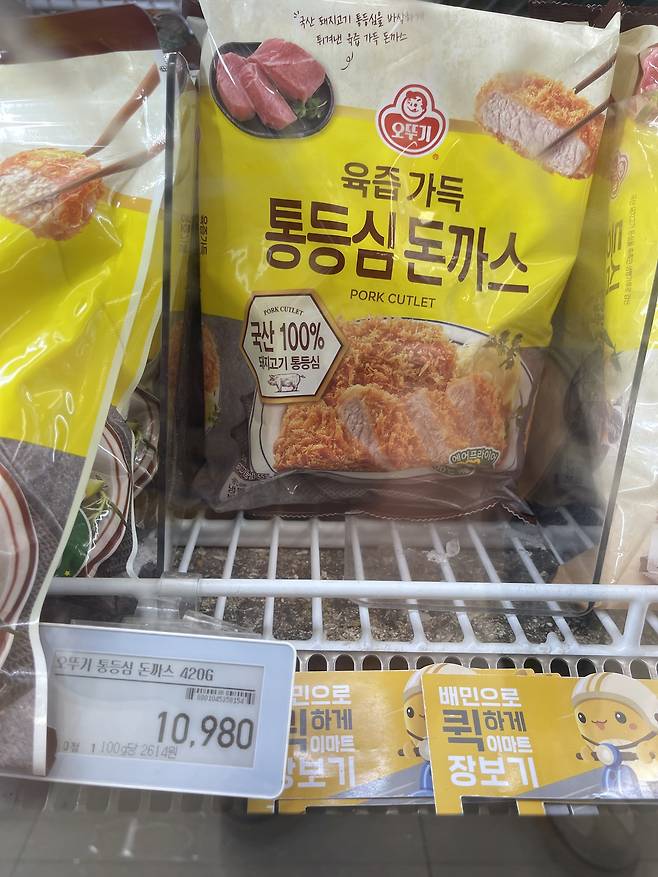 국산 돼지고기 통등심을 바삭하게
튀겨낸 육즙 가득 돈까스
오뚜기
육즙 가득
통등심 돈까스
PORK CUTLET
PORK CUTLET
국산 100%
돼지고기 통등심
에어프라이어
오뚜기 통등심 돈까스 420G
10,980
100g당 2614원
배민으로
퀵하게
이마트
장보기
배민으로
퀵하게
이마트
장보기